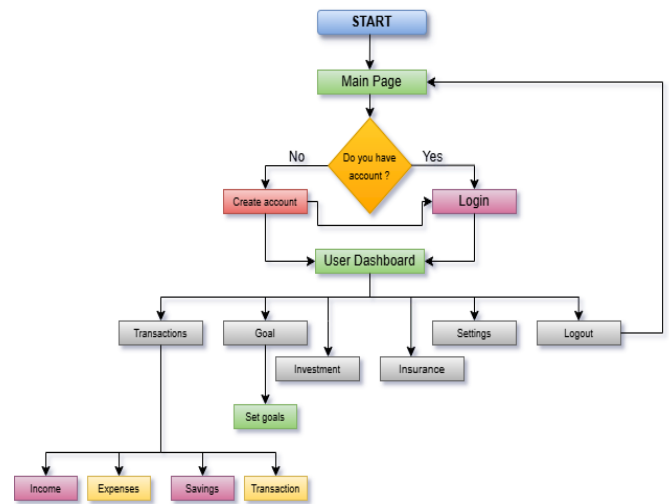 START
Main Page
Do you have
account ?
No
Yes
Create account
Login
User Dashboard
Transactions
Goal
Settings
Logout
Investment
Insurance
Set goals
Income
Expenses
Savings
Transaction